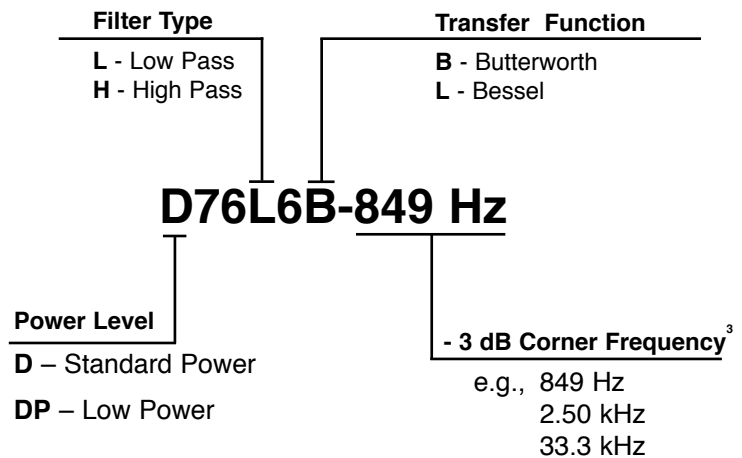 Filter Type
L - Low Pass
H - High Pass
Transfer Function
B - Butterworth
L - Bessel
D76L6B-849 Hz
Power Level
D – Standard Power
DP – Low Power
- 3 dB Corner Frequency³
e.g., 849 Hz
2.50 kHz
33.3 kHz